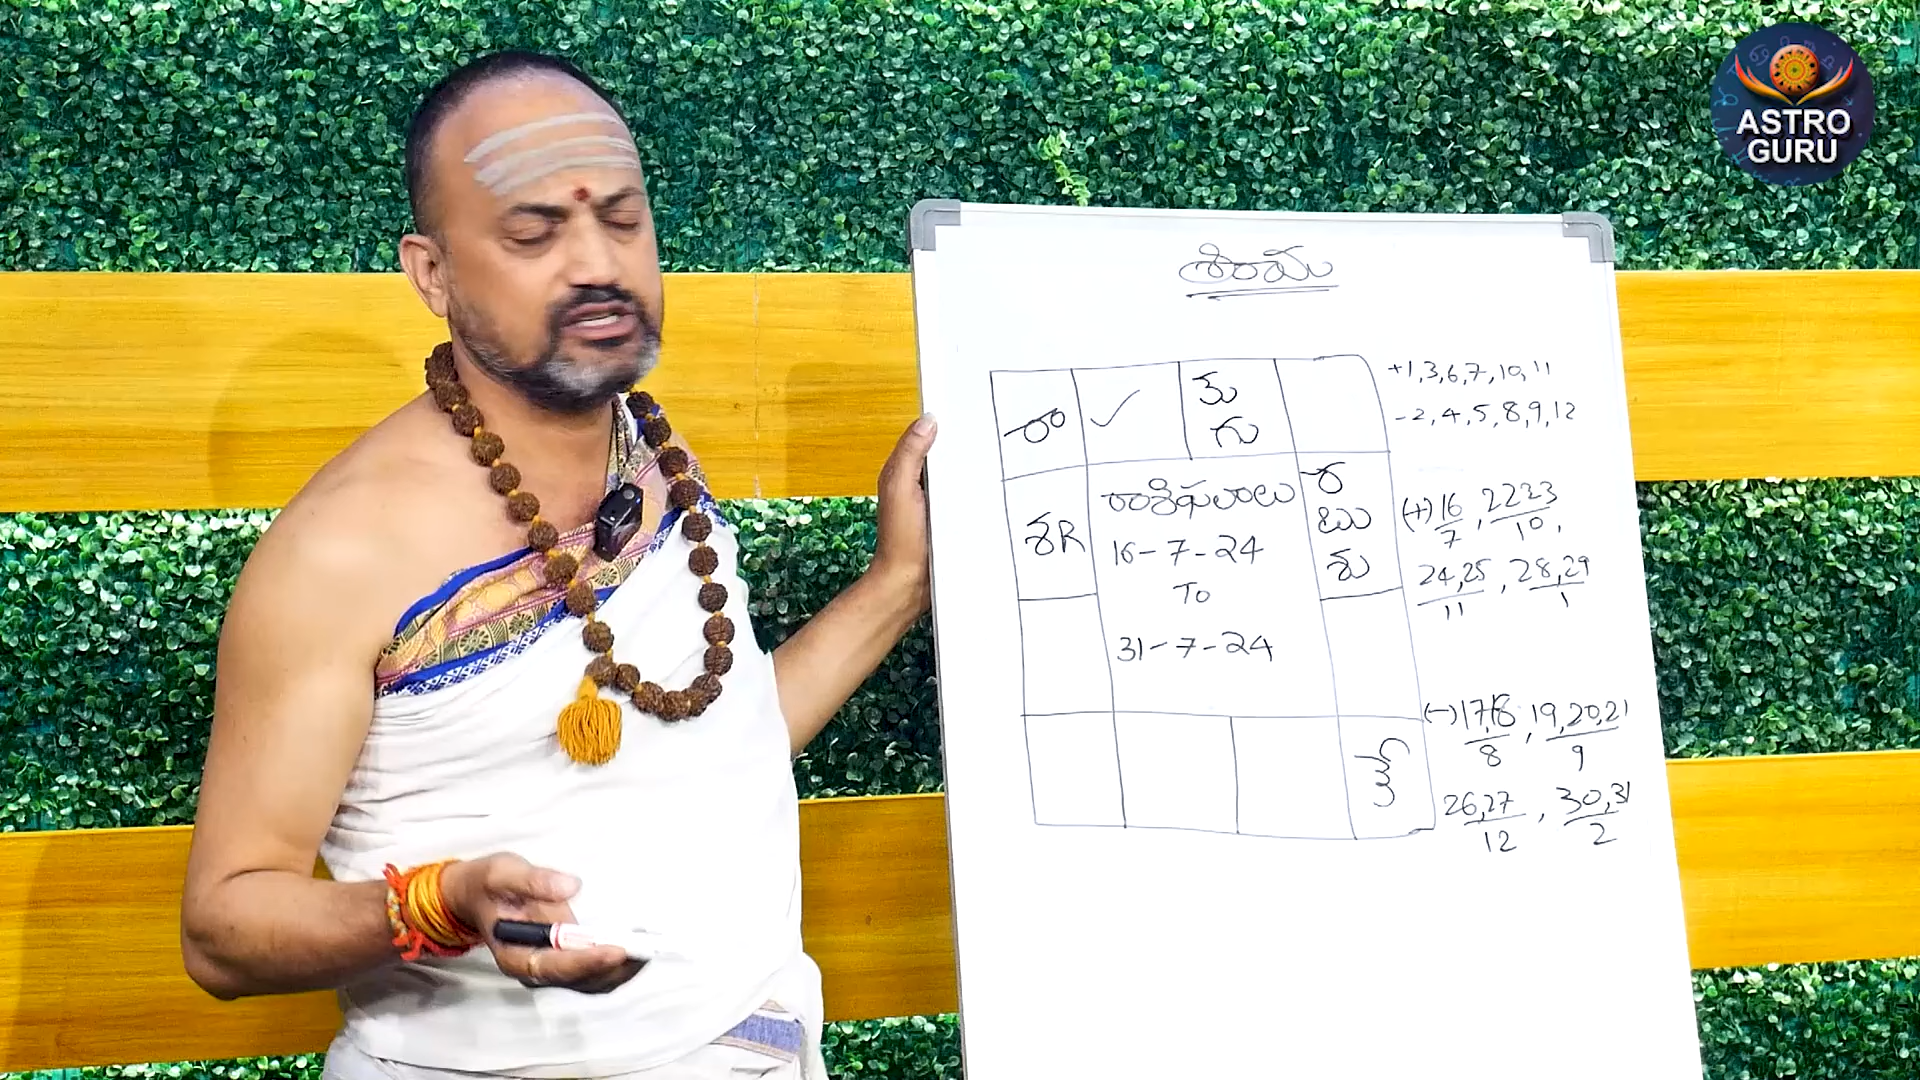 ASTRO
GURU
శ్రీరామ
+1,3,6,7,10,11
-2,4,5,8,9,12
రా
✓
కు
గు
శR
రాశిఫలాలు
16-7-24
To
31-7-24
ర
బు
శు
కే
(+) 16/7, 22 23/10,
24,25/11, 28,29/1
(-) 17,18/8, 19,20,21/9
26,27/12, 30,31/2